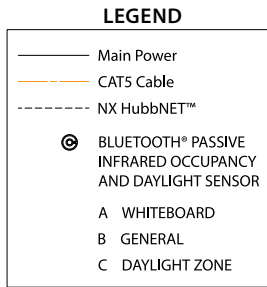 LEGEND
Main Power
CAT5 Cable
NX HubbNET™
BLUETOOTH® PASSIVE
INFRARED OCCUPANCY
AND DAYLIGHT SENSOR
A WHITEBOARD
B GENERAL
C DAYLIGHT ZONE